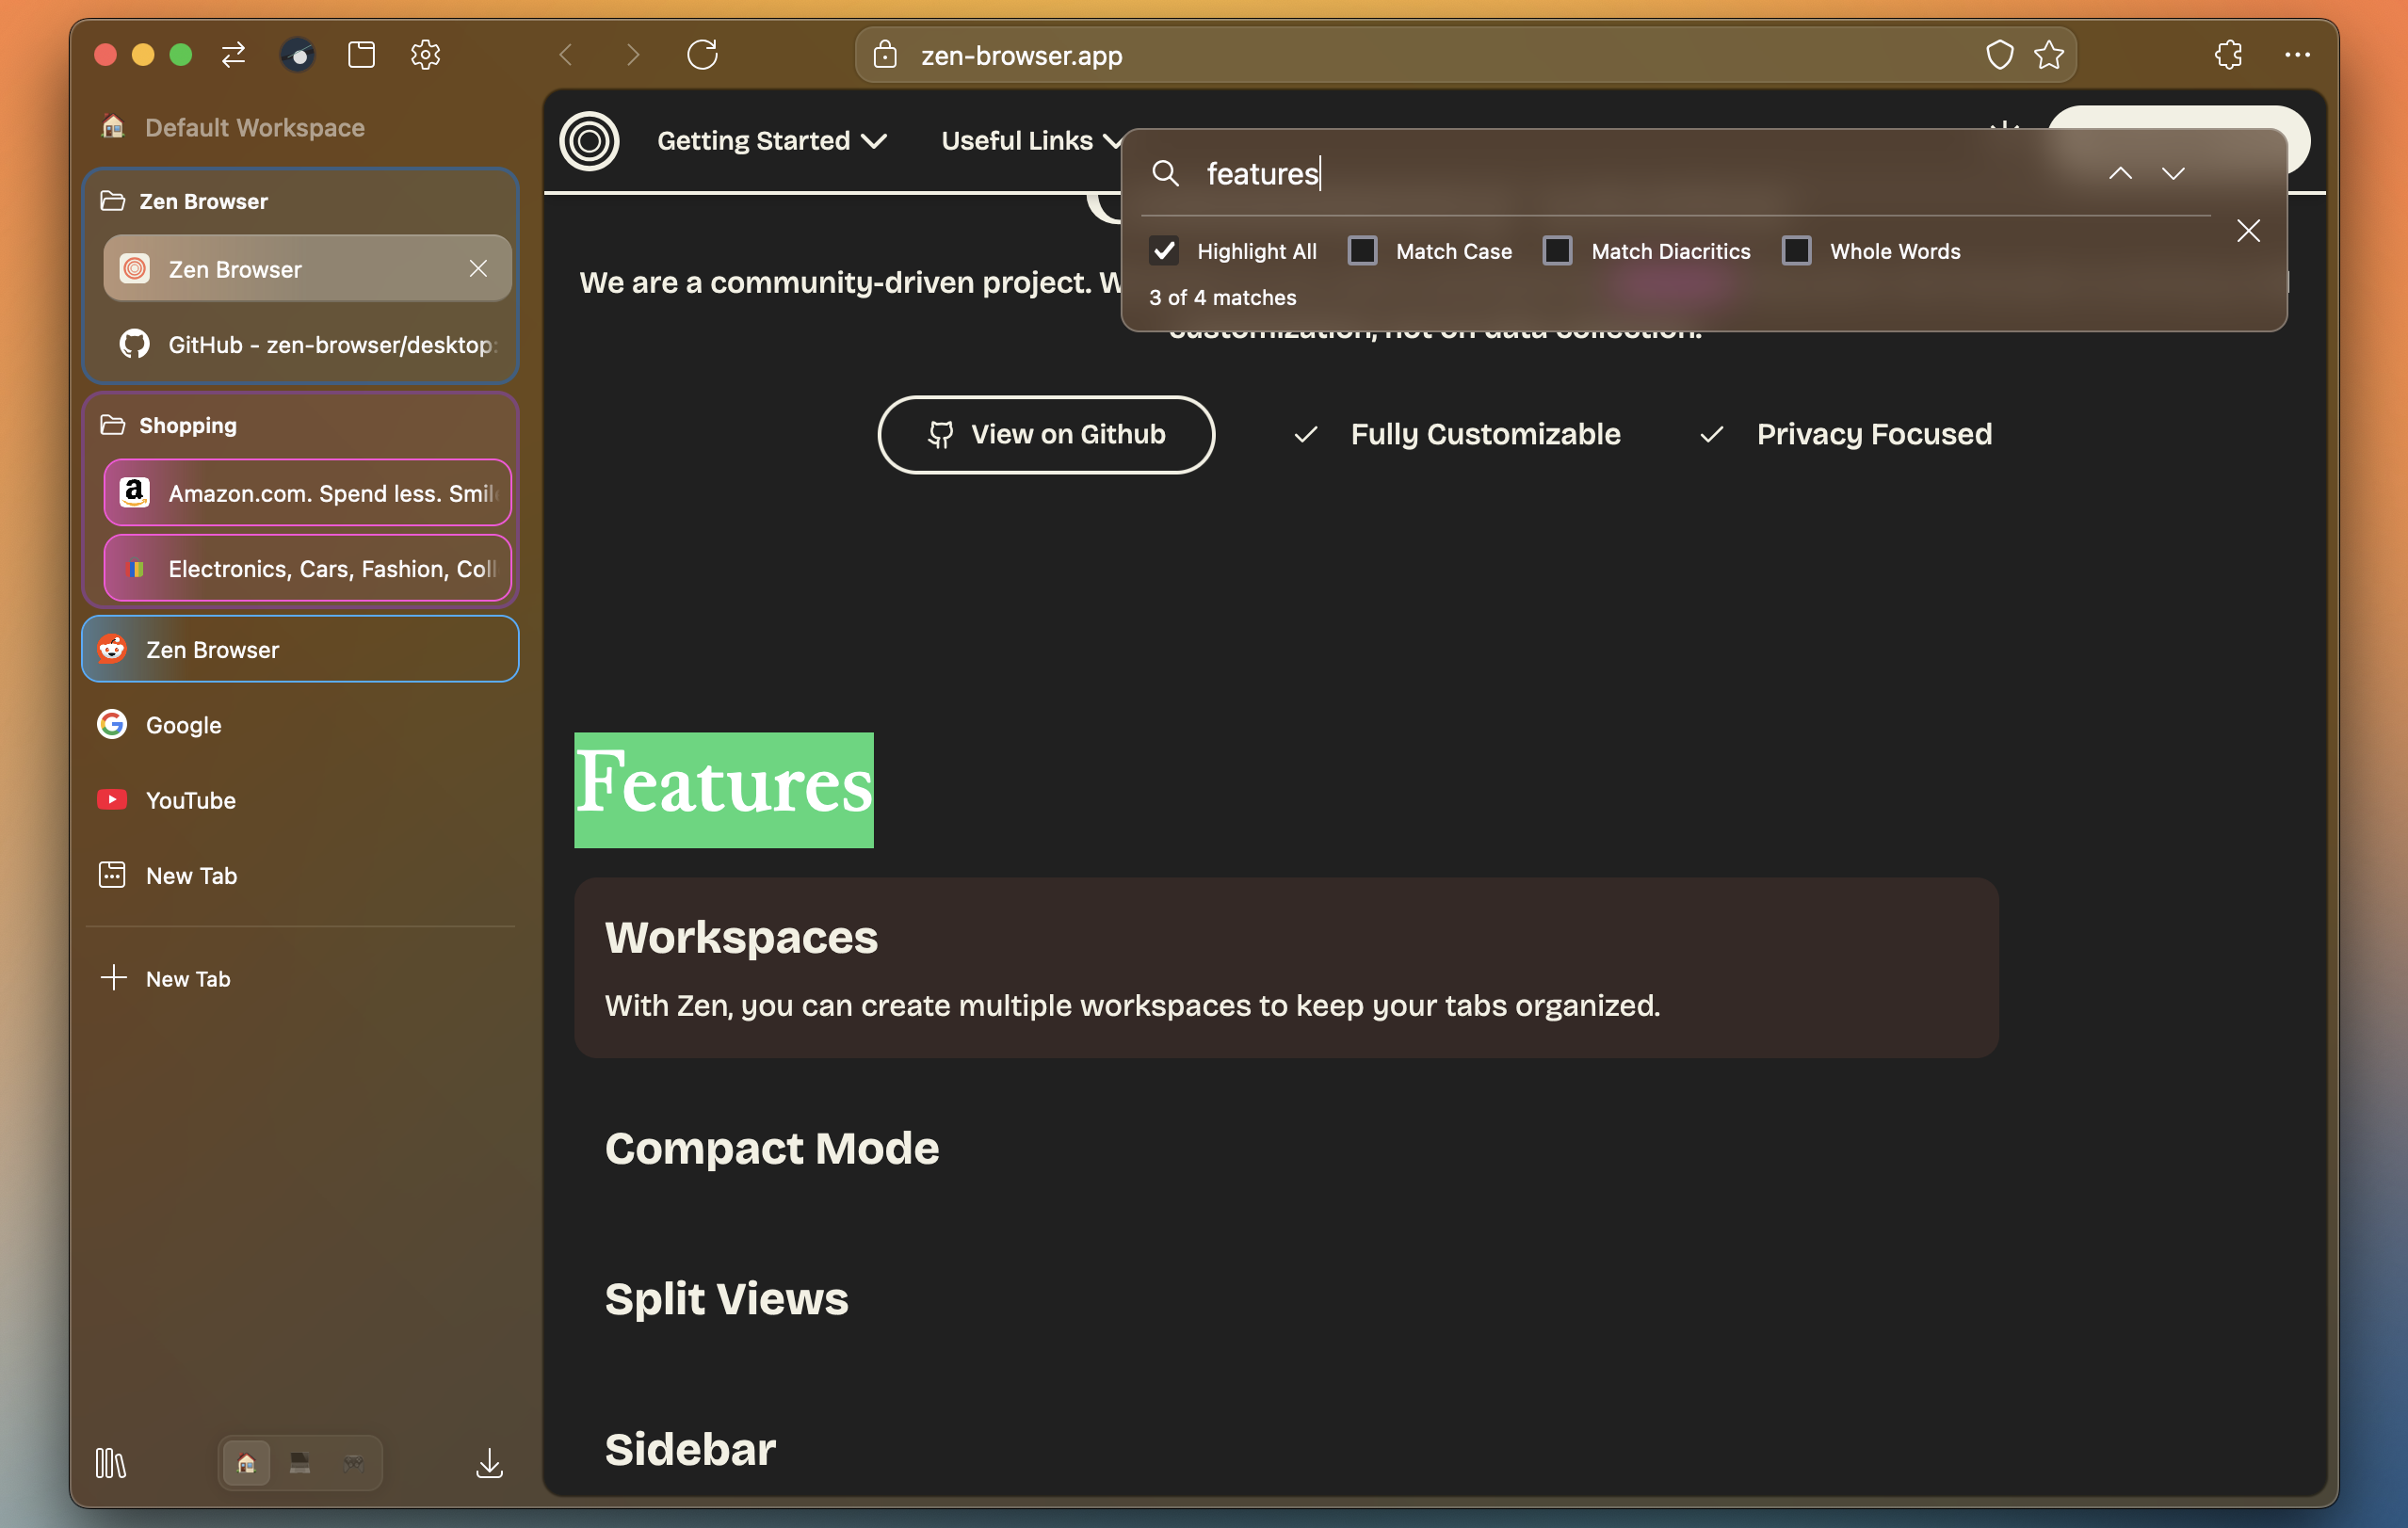 zen-browser.app
Default Workspace
Zen Browser
Zen Browser
GitHub - zen-browser/desktop:
Shopping
Amazon.com. Spend less. Smile
Electronics, Cars, Fashion, Coll
Zen Browser
Google
YouTube
New Tab
New Tab
Getting Started
Useful Links
features
Highlight All
Match Case
Match Diacritics
Whole Words
3 of 4 matches
We are a community-driven project. W
customization, not on data collection.
View on Github
Fully Customizable
Privacy Focused
Features
Workspaces
With Zen, you can create multiple workspaces to keep your tabs organized.
Compact Mode
Split Views
Sidebar